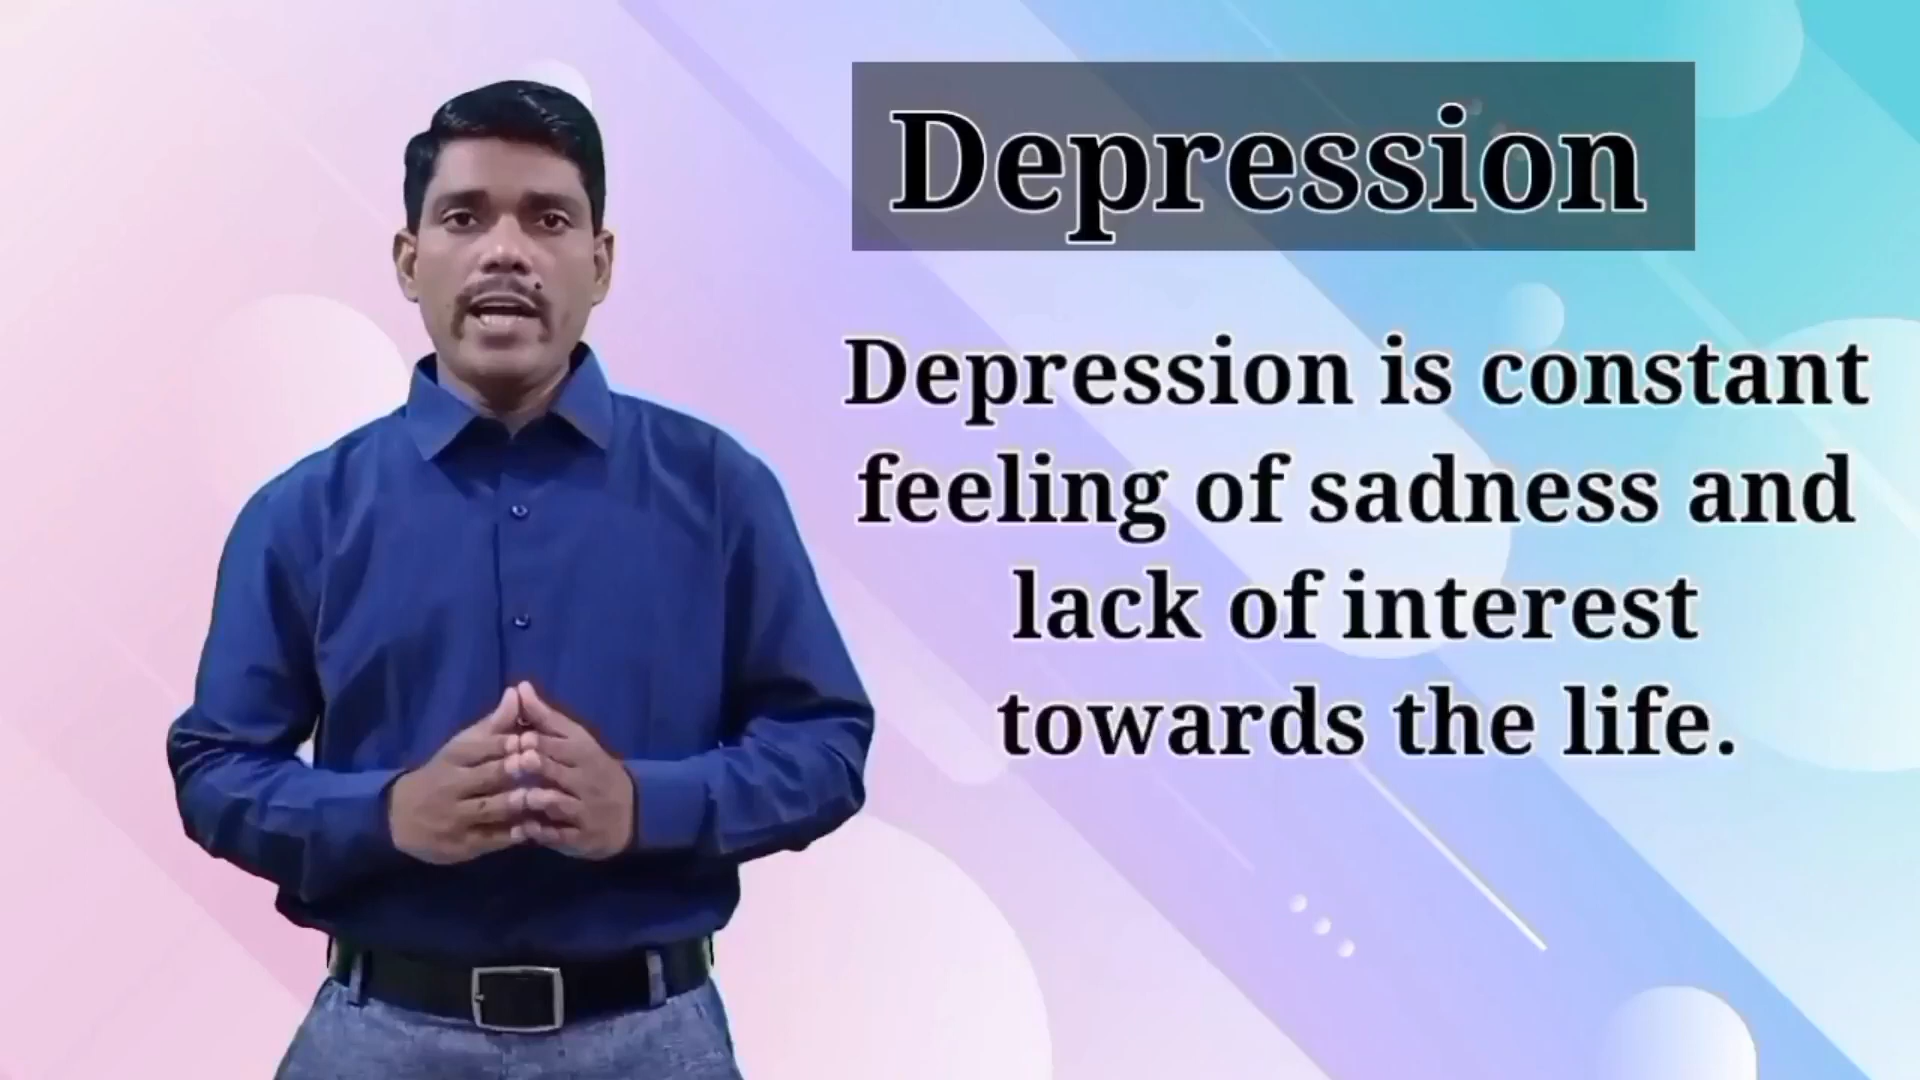 Depression
Depression is constant
feeling of sadness and
lack of interest
towards the life.